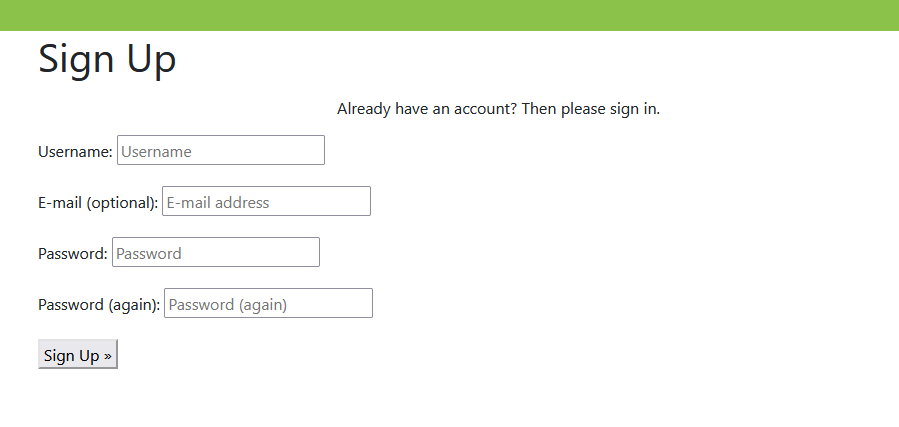 Sign Up
Already have an account? Then please sign in.
Username: Username
E-mail (optional): E-mail address
Password: Password
Password (again): Password (again)
Sign Up »